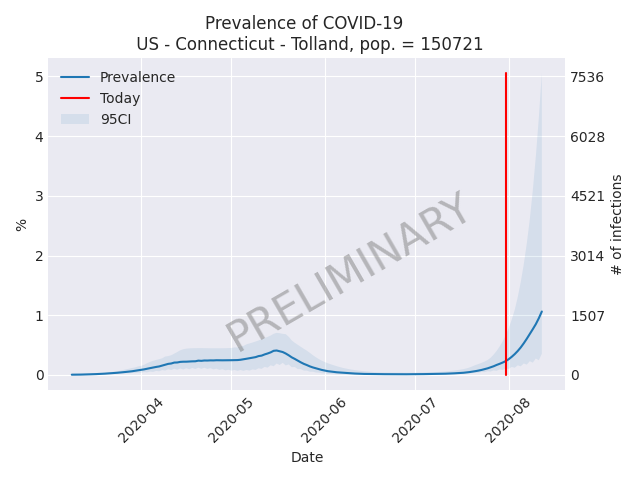 Prevalence of COVID-19
US - Connecticut - Tolland, pop. = 150721
Prevalence
Today
95CI
5
4
3
2
1
0
%
7536
6028
4521
3014
1507
0
# of infections
PRELIMINARY
2020-04
2020-05
2020-06
2020-07
2020-08
Date